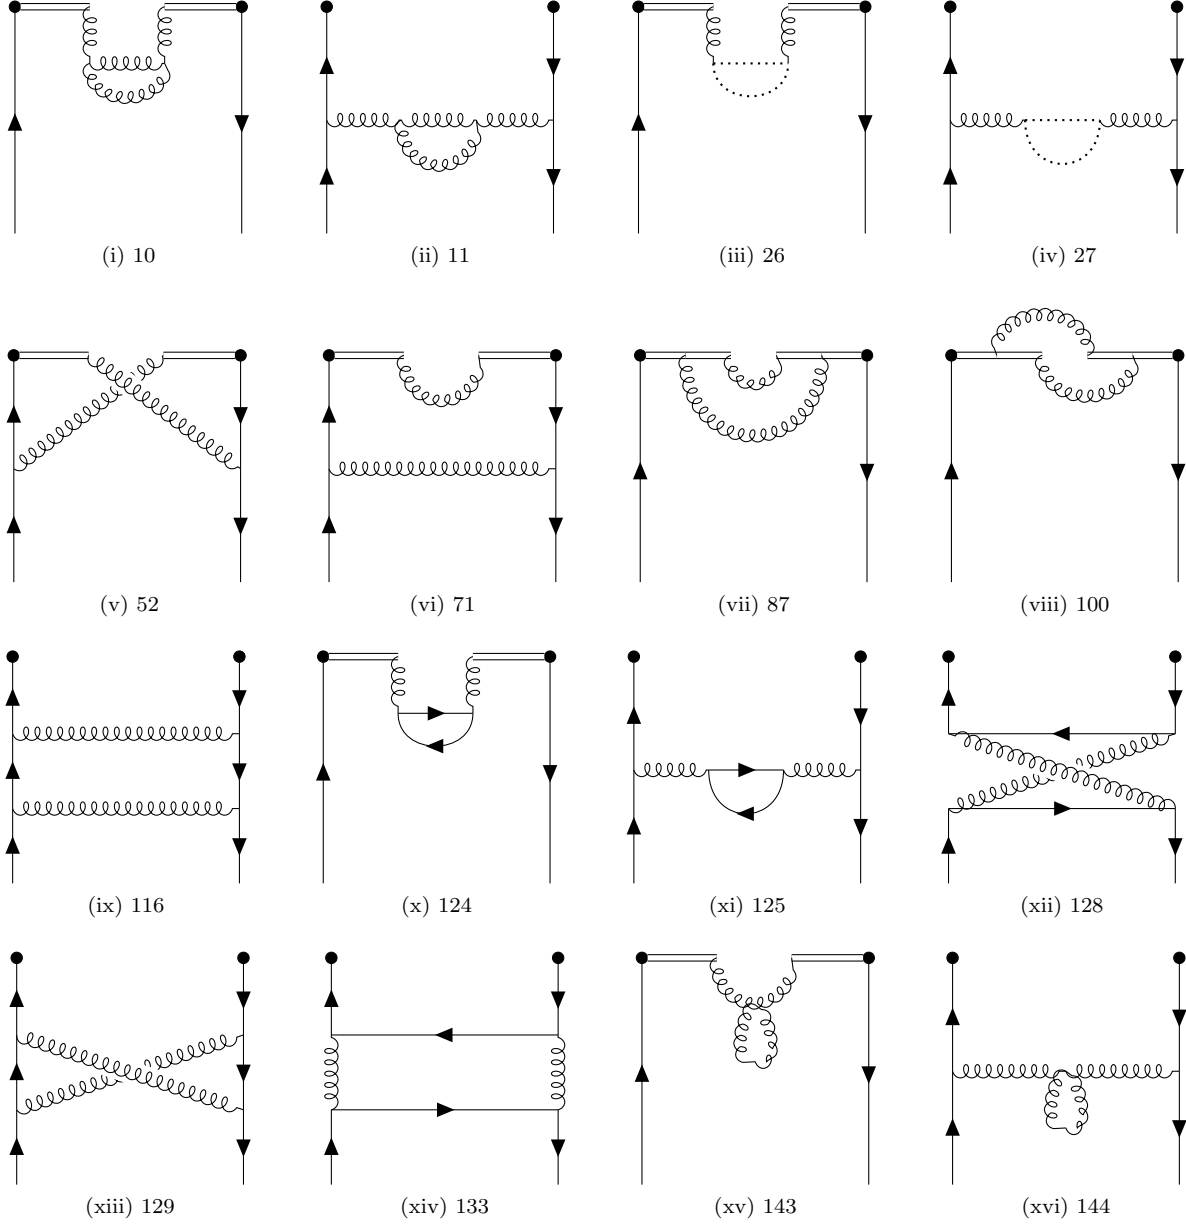 (i) 10 (ii) 11 (iii) 26 (iv) 27
(v) 52 (vi) 71 (vii) 87 (viii) 100
(ix) 116 (x) 124 (xi) 125 (xii) 128
(xiii) 129 (xiv) 133 (xv) 143 (xvi) 144